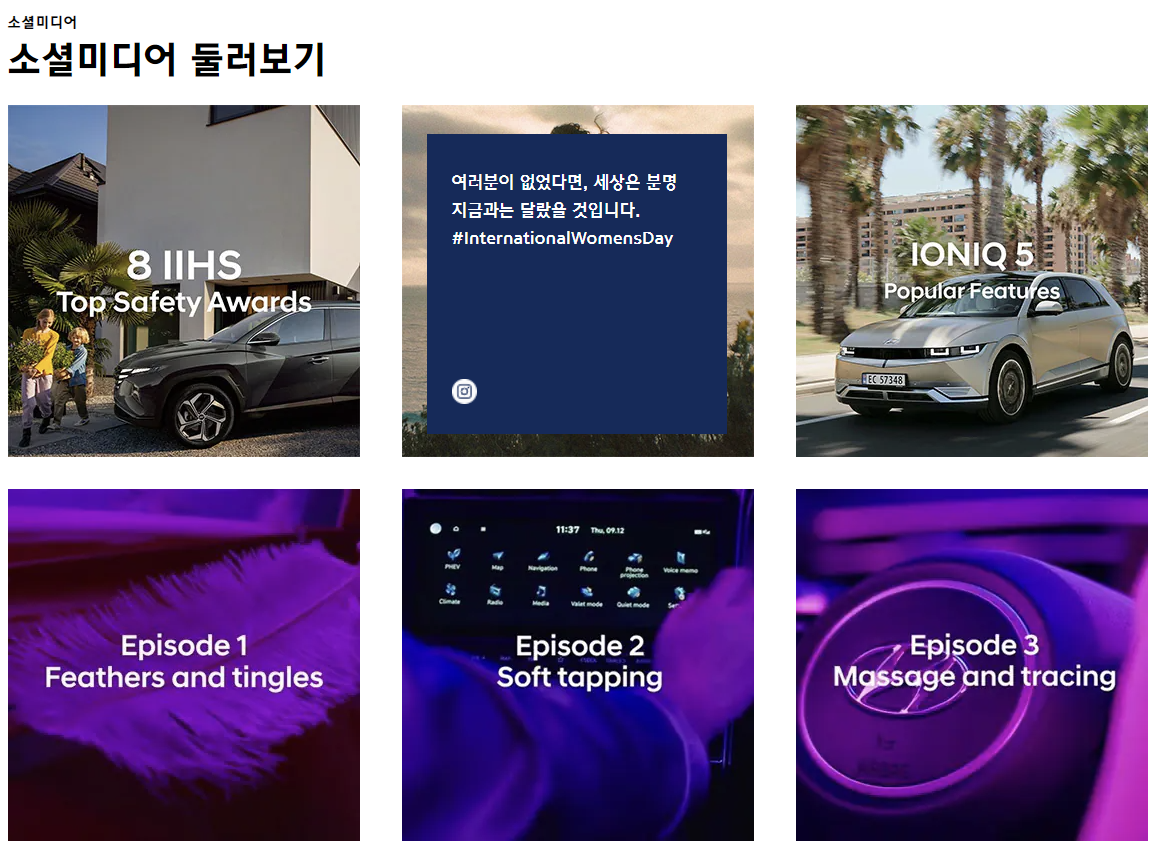 소셜미디어
소셜미디어 둘러보기
8 IIHS
Top Safety Awards
여러분이 없었다면, 세상은 분명
지금과는 달랐을 것입니다.
#InternationalWomensDay
IONIQ 5
Popular Features
EC 57348
Episode 1
Feathers and tingles
11:37 Thu, 09.12
PHEV Map Navigation Phone Phone projection Voice memo
Climate Radio Media Valet mode Quiet mode
Episode 2
Soft tapping
Episode 3
Massage and tracing